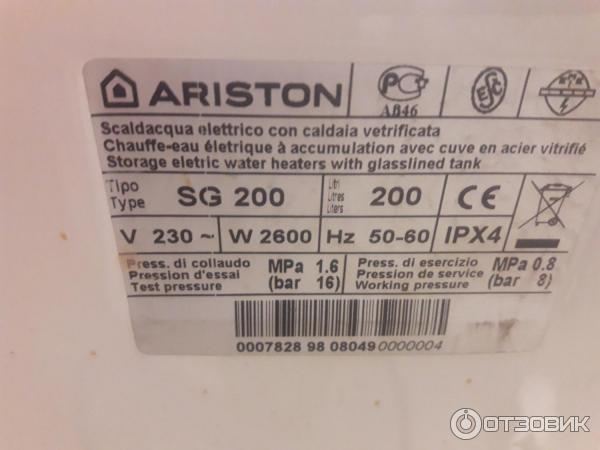 ARISTON
РСТ
АВ46
Scaldacqua elettrico con caldaia vetrificata
Chauffe-eau életrique à accumulation avec cuve en acier vitrifié
Storage eletric water heaters with glasslined tank
Tipo
Type
SG 200
Litri
Litres
Liters
200
CE
V 230 ~
W 2600
Hz 50-60
IPX4
Press. di collaudo
Pression d'essai
Test pressure
MPa 1.6
(bar 16)
Press. di esercizio
Pression de service
Working pressure
MPa 0.8
(bar 8)
0007828 98 08049 0000004
ОТЗОВИК